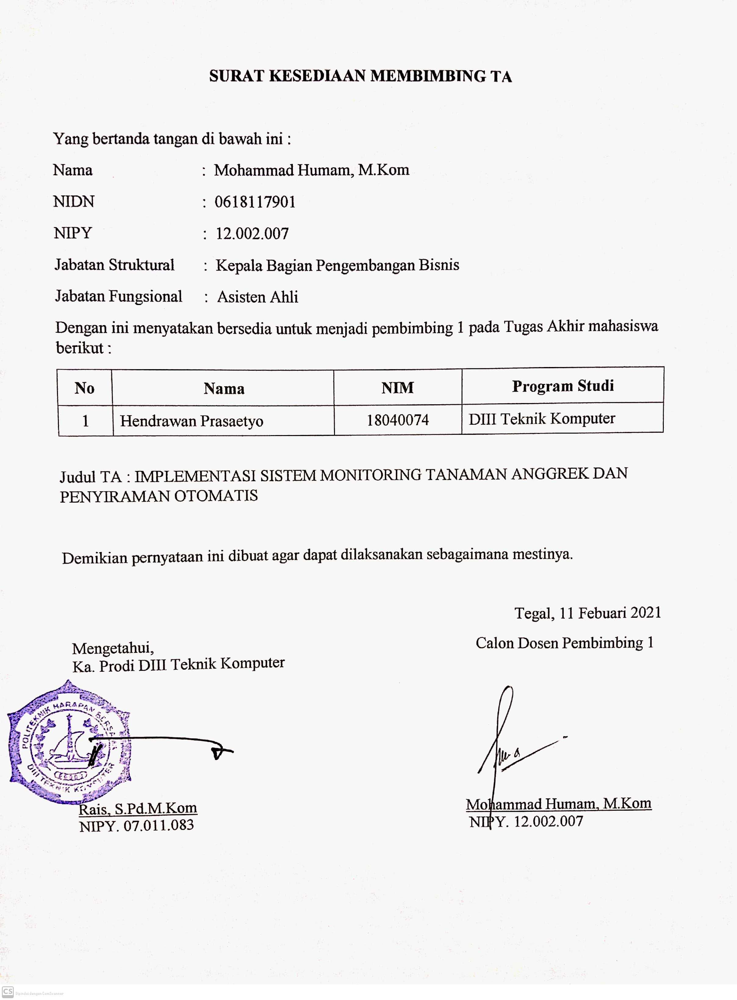 SURAT KESEDIAAN MEMBIMBING TA
Yang bertanda tangan di bawah ini :
Nama : Mohammad Humam, M.Kom
NIDN : 0618117901
NIPY : 12.002.007
Jabatan Struktural : Kepala Bagian Pengembangan Bisnis
Jabatan Fungsional : Asisten Ahli
Dengan ini menyatakan bersedia untuk menjadi pembimbing 1 pada Tugas Akhir mahasiswa
berikut :
No Nama NIM Program Studi
1 Hendrawan Prasaetyo 18040074 DIII Teknik Komputer
Judul TA : IMPLEMENTASI SISTEM MONITORING TANAMAN ANGGREK DAN
PENYIRAMAN OTOMATIS
Demikian pernyataan ini dibuat agar dapat dilaksanakan sebagaimana mestinya.
Tegal, 11 Febuari 2021
Calon Dosen Pembimbing 1
Mengetahui,
Ka. Prodi DIII Teknik Komputer
POLITEKNIK HARAPAN BERSAMA
DIII TEKNIK KOMPUTER
Rais, S.Pd.M.Kom
NIPY. 07.011.083
Mohammad Humam, M.Kom
NIPY. 12.002.007
CS Dipindai dengan CamScanner